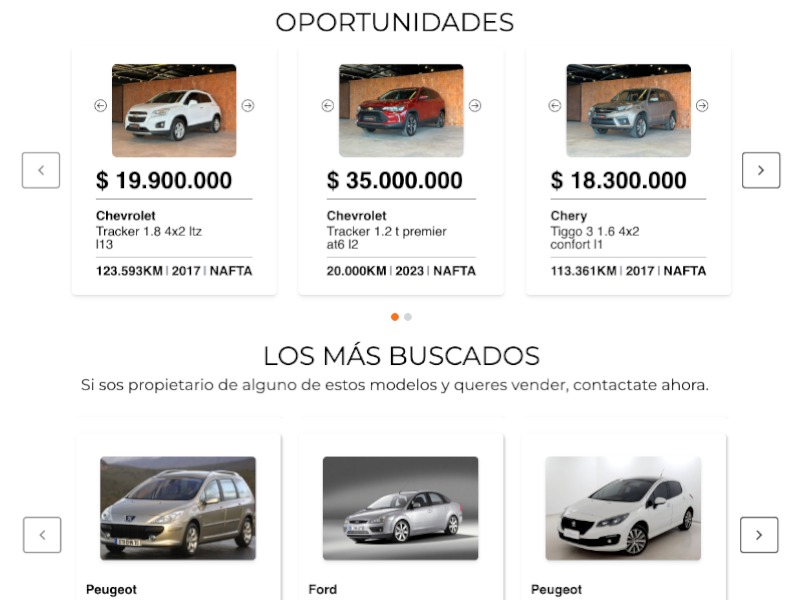 OPORTUNIDADES
$ 19.900.000
Chevrolet
Tracker 1.8 4x2 ltz
l13
123.593KM | 2017 | NAFTA
$ 35.000.000
Chevrolet
Tracker 1.2 t premier
at6 l2
20.000KM | 2023 | NAFTA
$ 18.300.000
Chery
Tiggo 3 1.6 4x2
confort l1
113.361KM | 2017 | NAFTA
LOS MÁS BUSCADOS
Si sos propietario de alguno de estos modelos y queres vender, contactate ahora.
Peugeot
Ford
Peugeot